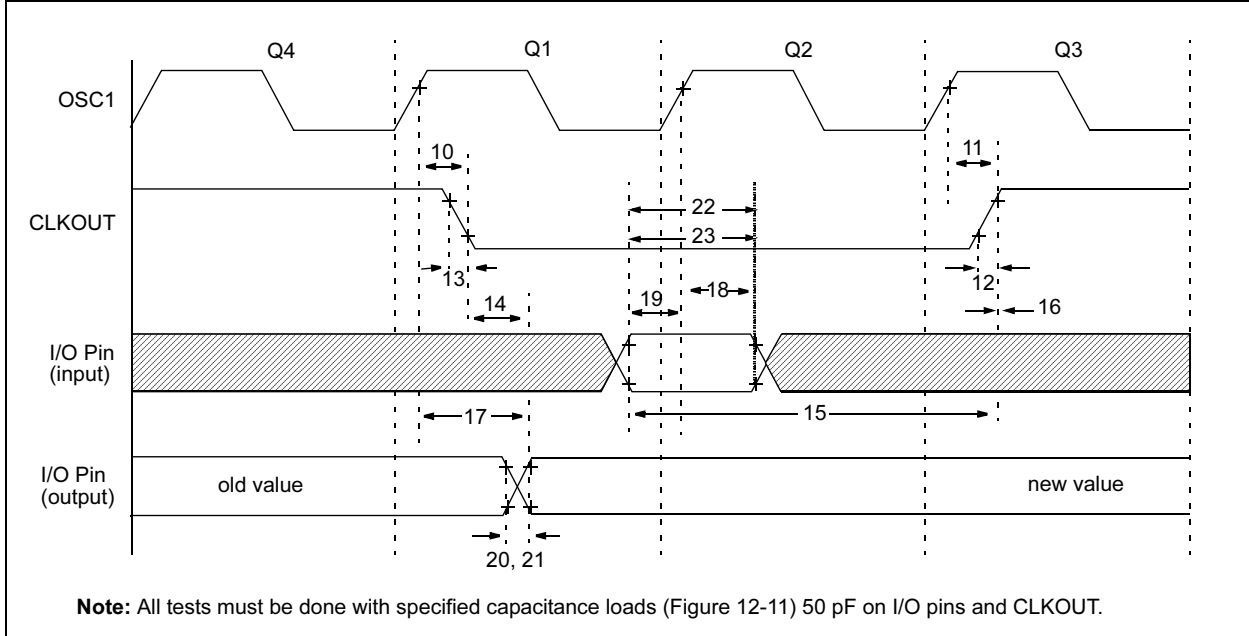 Q4 Q1 Q2 Q3
OSC1
10 11
CLKOUT
22
23
13 12
14 19 18 16
I/O Pin
(input)
17 15
I/O Pin
(output)
old value new value
20, 21
Note: All tests must be done with specified capacitance loads (Figure 12-11) 50 pF on I/O pins and CLKOUT.